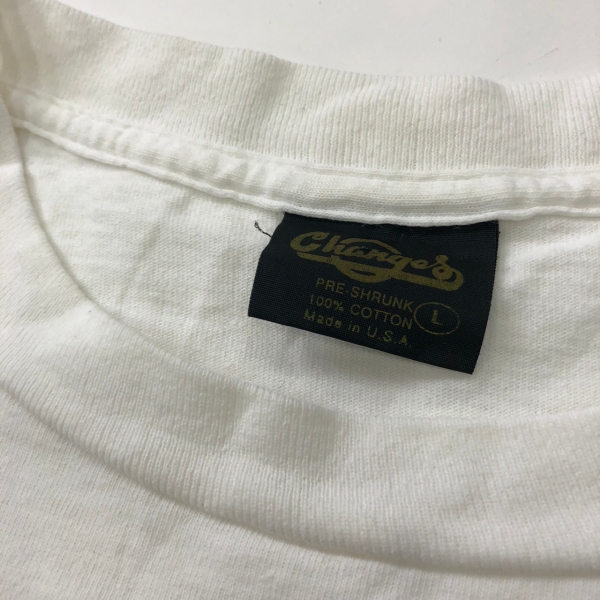 Changes
PRE-SHRUNK
100% COTTON L
Made in U.S.A.